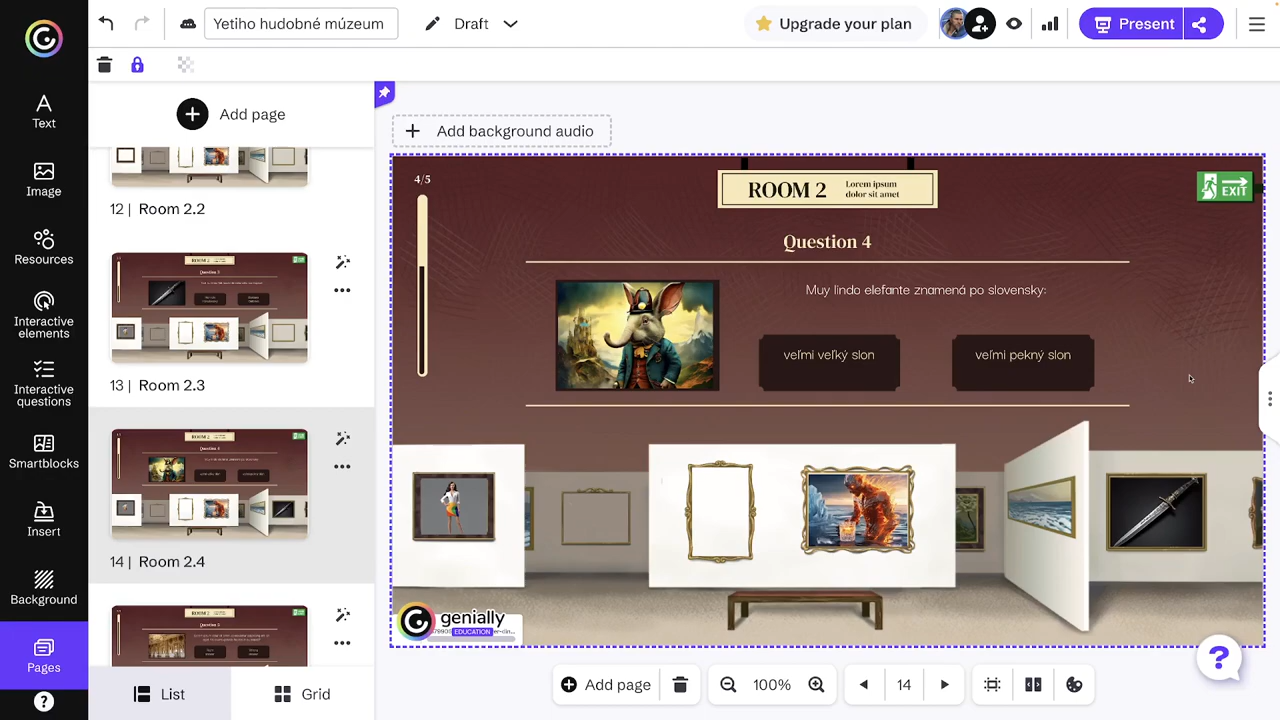 Yetiho hudobné múzeum
Draft
Upgrade your plan
Present
Add page
Add background audio
Text
Image
Resources
Interactive
elements
Interactive
questions
Smartblocks
Insert
Background
Pages
12 | Room 2.2
13 | Room 2.3
14 | Room 2.4
List
Grid
4/5
ROOM 2
Lorem ipsum
dolor sit amet
EXIT
Question 4
Muy lindo elefante znamená po slovensky:
veľmi veľký slon
veľmi pekný slon
genially
EDUCATION
Add page
100%
14